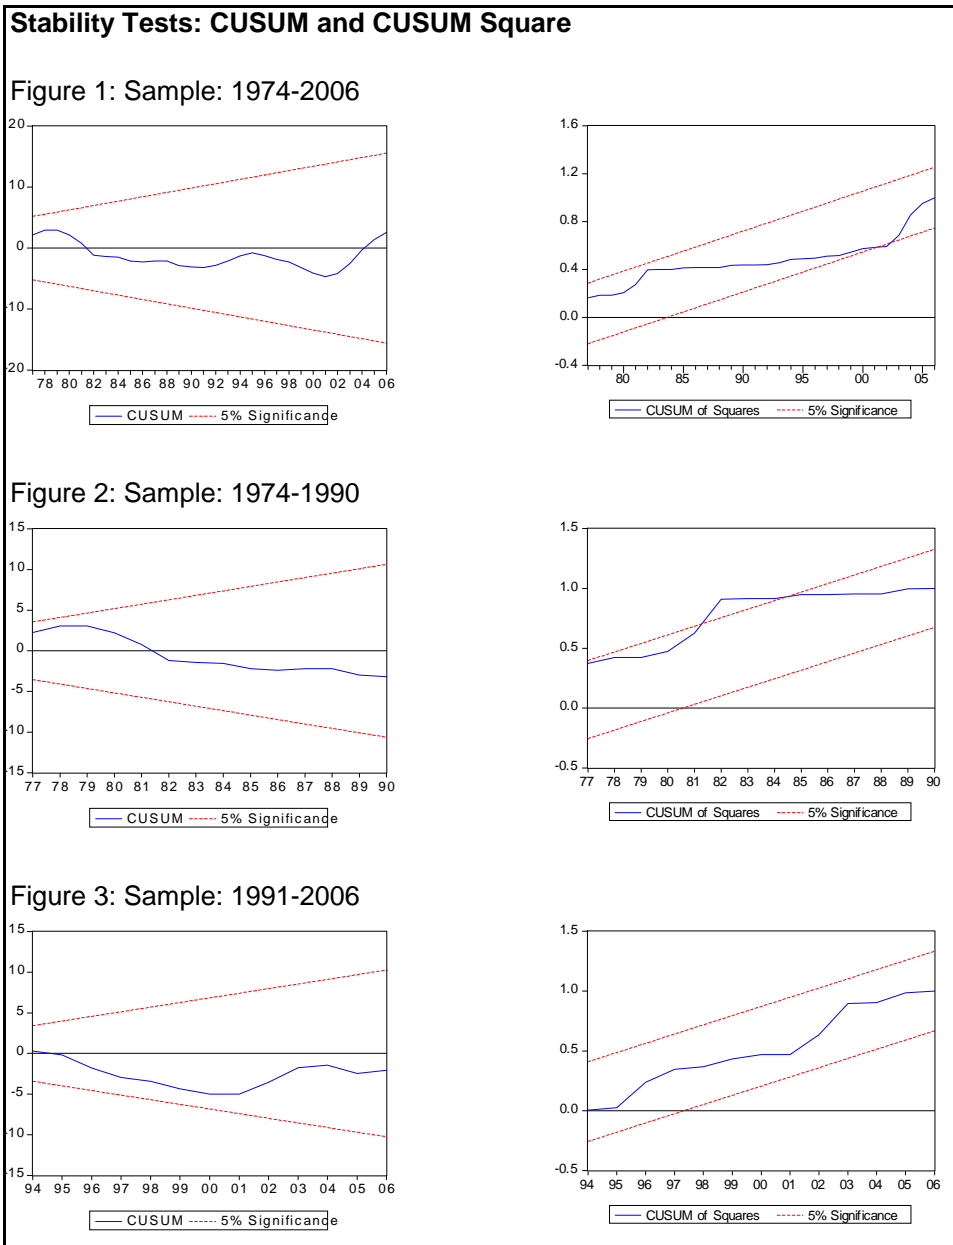 Stability Tests: CUSUM and CUSUM Square
Figure 1: Sample: 1974-2006
20
10
0
-10
-20
78 80 82 84 86 88 90 92 94 96 98 00 02 04 06
CUSUM 5% Significance
1.6
1.2
0.8
0.4
0.0
-0.4
80 85 90 95 00 05
CUSUM of Squares 5% Significance
Figure 2: Sample: 1974-1990
15
10
5
0
-5
-10
-15
77 78 79 80 81 82 83 84 85 86 87 88 89 90
CUSUM 5% Significance
1.5
1.0
0.5
0.0
-0.5
77 78 79 80 81 82 83 84 85 86 87 88 89 90
CUSUM of Squares 5% Significance
Figure 3: Sample: 1991-2006
15
10
5
0
-5
-10
-15
94 95 96 97 98 99 00 01 02 03 04 05 06
CUSUM 5% Significance
1.5
1.0
0.5
0.0
-0.5
94 95 96 97 98 99 00 01 02 03 04 05 06
CUSUM of Squares 5% Significance